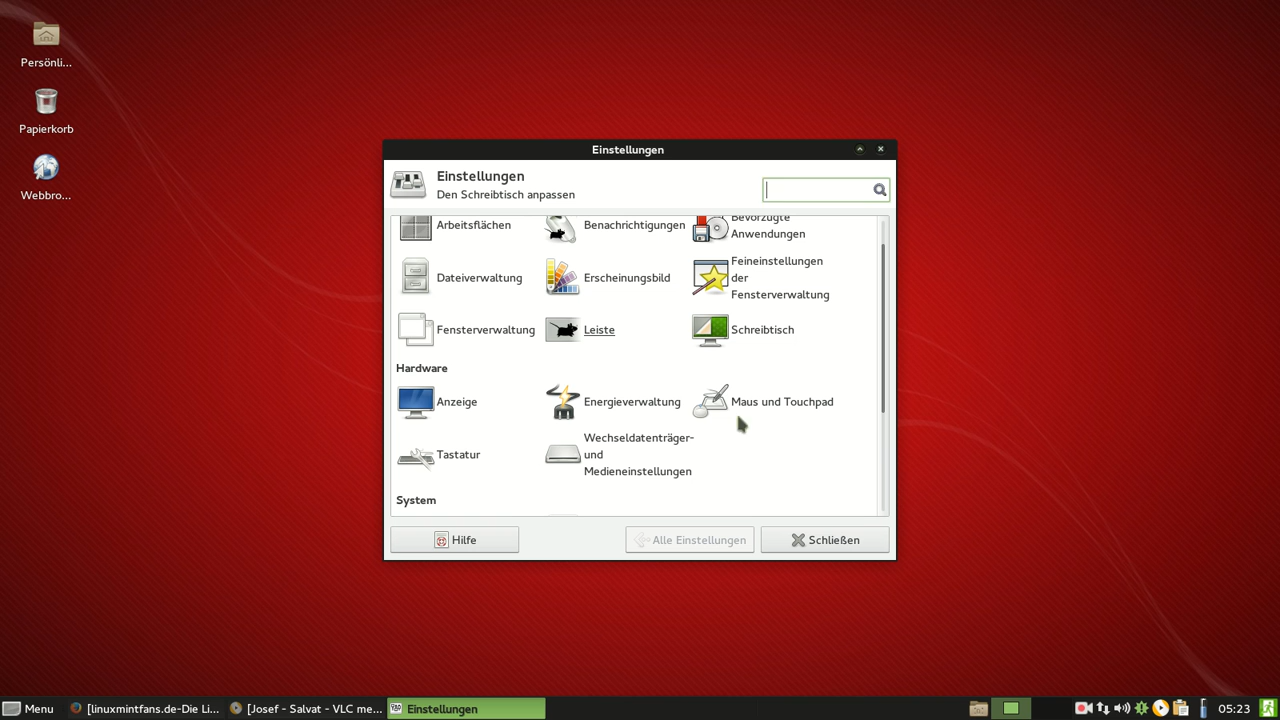 Persönli...
Papierkorb
Webbro...
Einstellungen
Einstellungen
Den Schreibtisch anpassen
Arbeitsflächen
Benachrichtigungen
Bevorzugte
Anwendungen
Dateiverwaltung
Erscheinungsbild
Feineinstellungen
der
Fensterverwaltung
Fensterverwaltung
Leiste
Schreibtisch
Hardware
Anzeige
Energieverwaltung
Maus und Touchpad
Tastatur
Wechseldatenträger-
und
Medieneinstellungen
System
Hilfe
Alle Einstellungen
Schließen
Menu
[linuxmintfans.de-Die Li...
[Josef - Salvat - VLC me...
Einstellungen
05:23